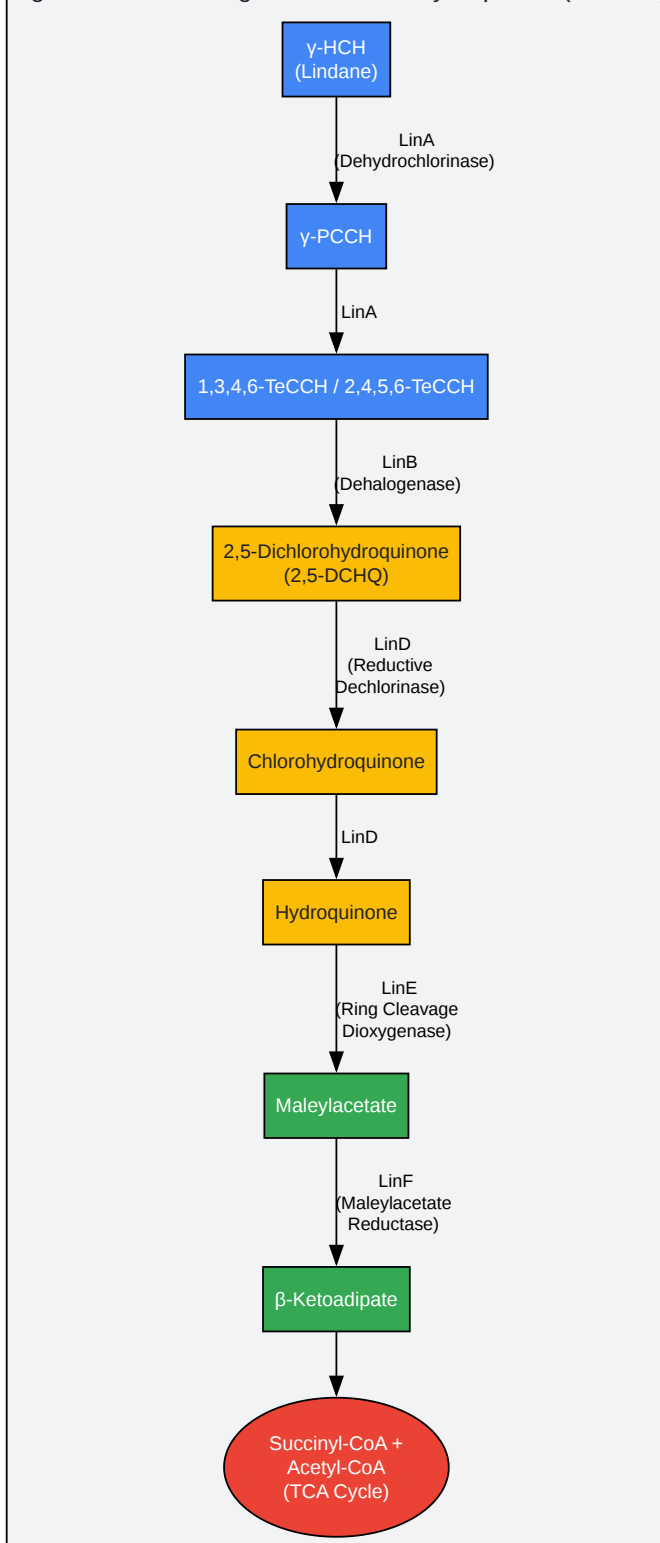 γ-HCH
(Lindane)
LinA
(Dehydrochlorinase)
γ-PCCH
LinA
1,3,4,6-TeCCH / 2,4,5,6-TeCCH
LinB
(Dehalogenase)
2,5-Dichlorohydroquinone
(2,5-DCHQ)
LinD
(Reductive
Dechlorinase)
Chlorohydroquinone
LinD
Hydroquinone
LinE
(Ring Cleavage
Dioxygenase)
Maleylacetate
LinF
(Maleylacetate
Reductase)
β-Ketoadipate
Succinyl-CoA +
Acetyl-CoA
(TCA Cycle)